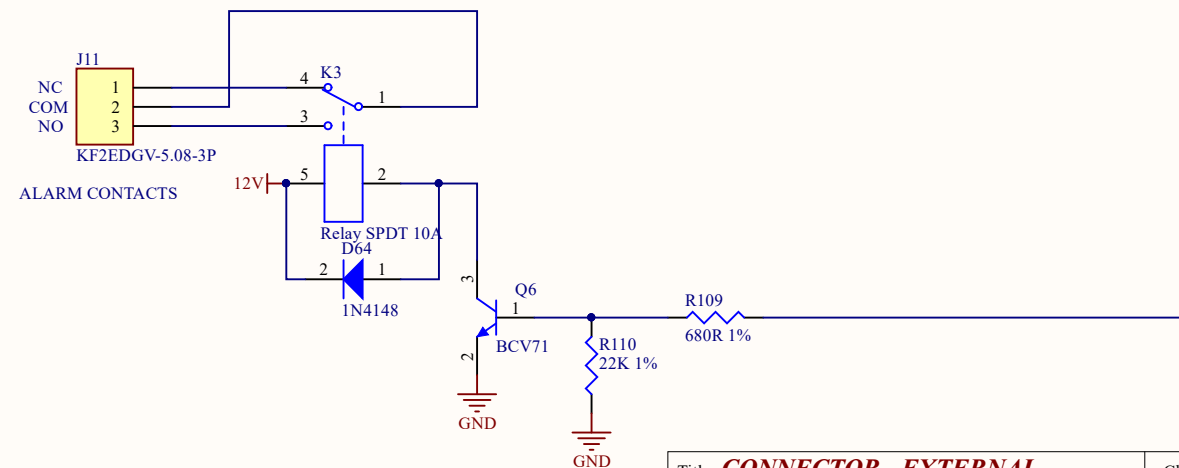 J11
K3
NC 1
COM 2
NO 3
4
1
3
KF2EDGV-5.08-3P
ALARM CONTACTS
12V
5
2
Relay SPDT 10A
D64
2
1
1N4148
3
Q6
1
BCV71
2
GND
R109
680R 1%
R110
22K 1%
GND
CONNECTOR EXTERNAL